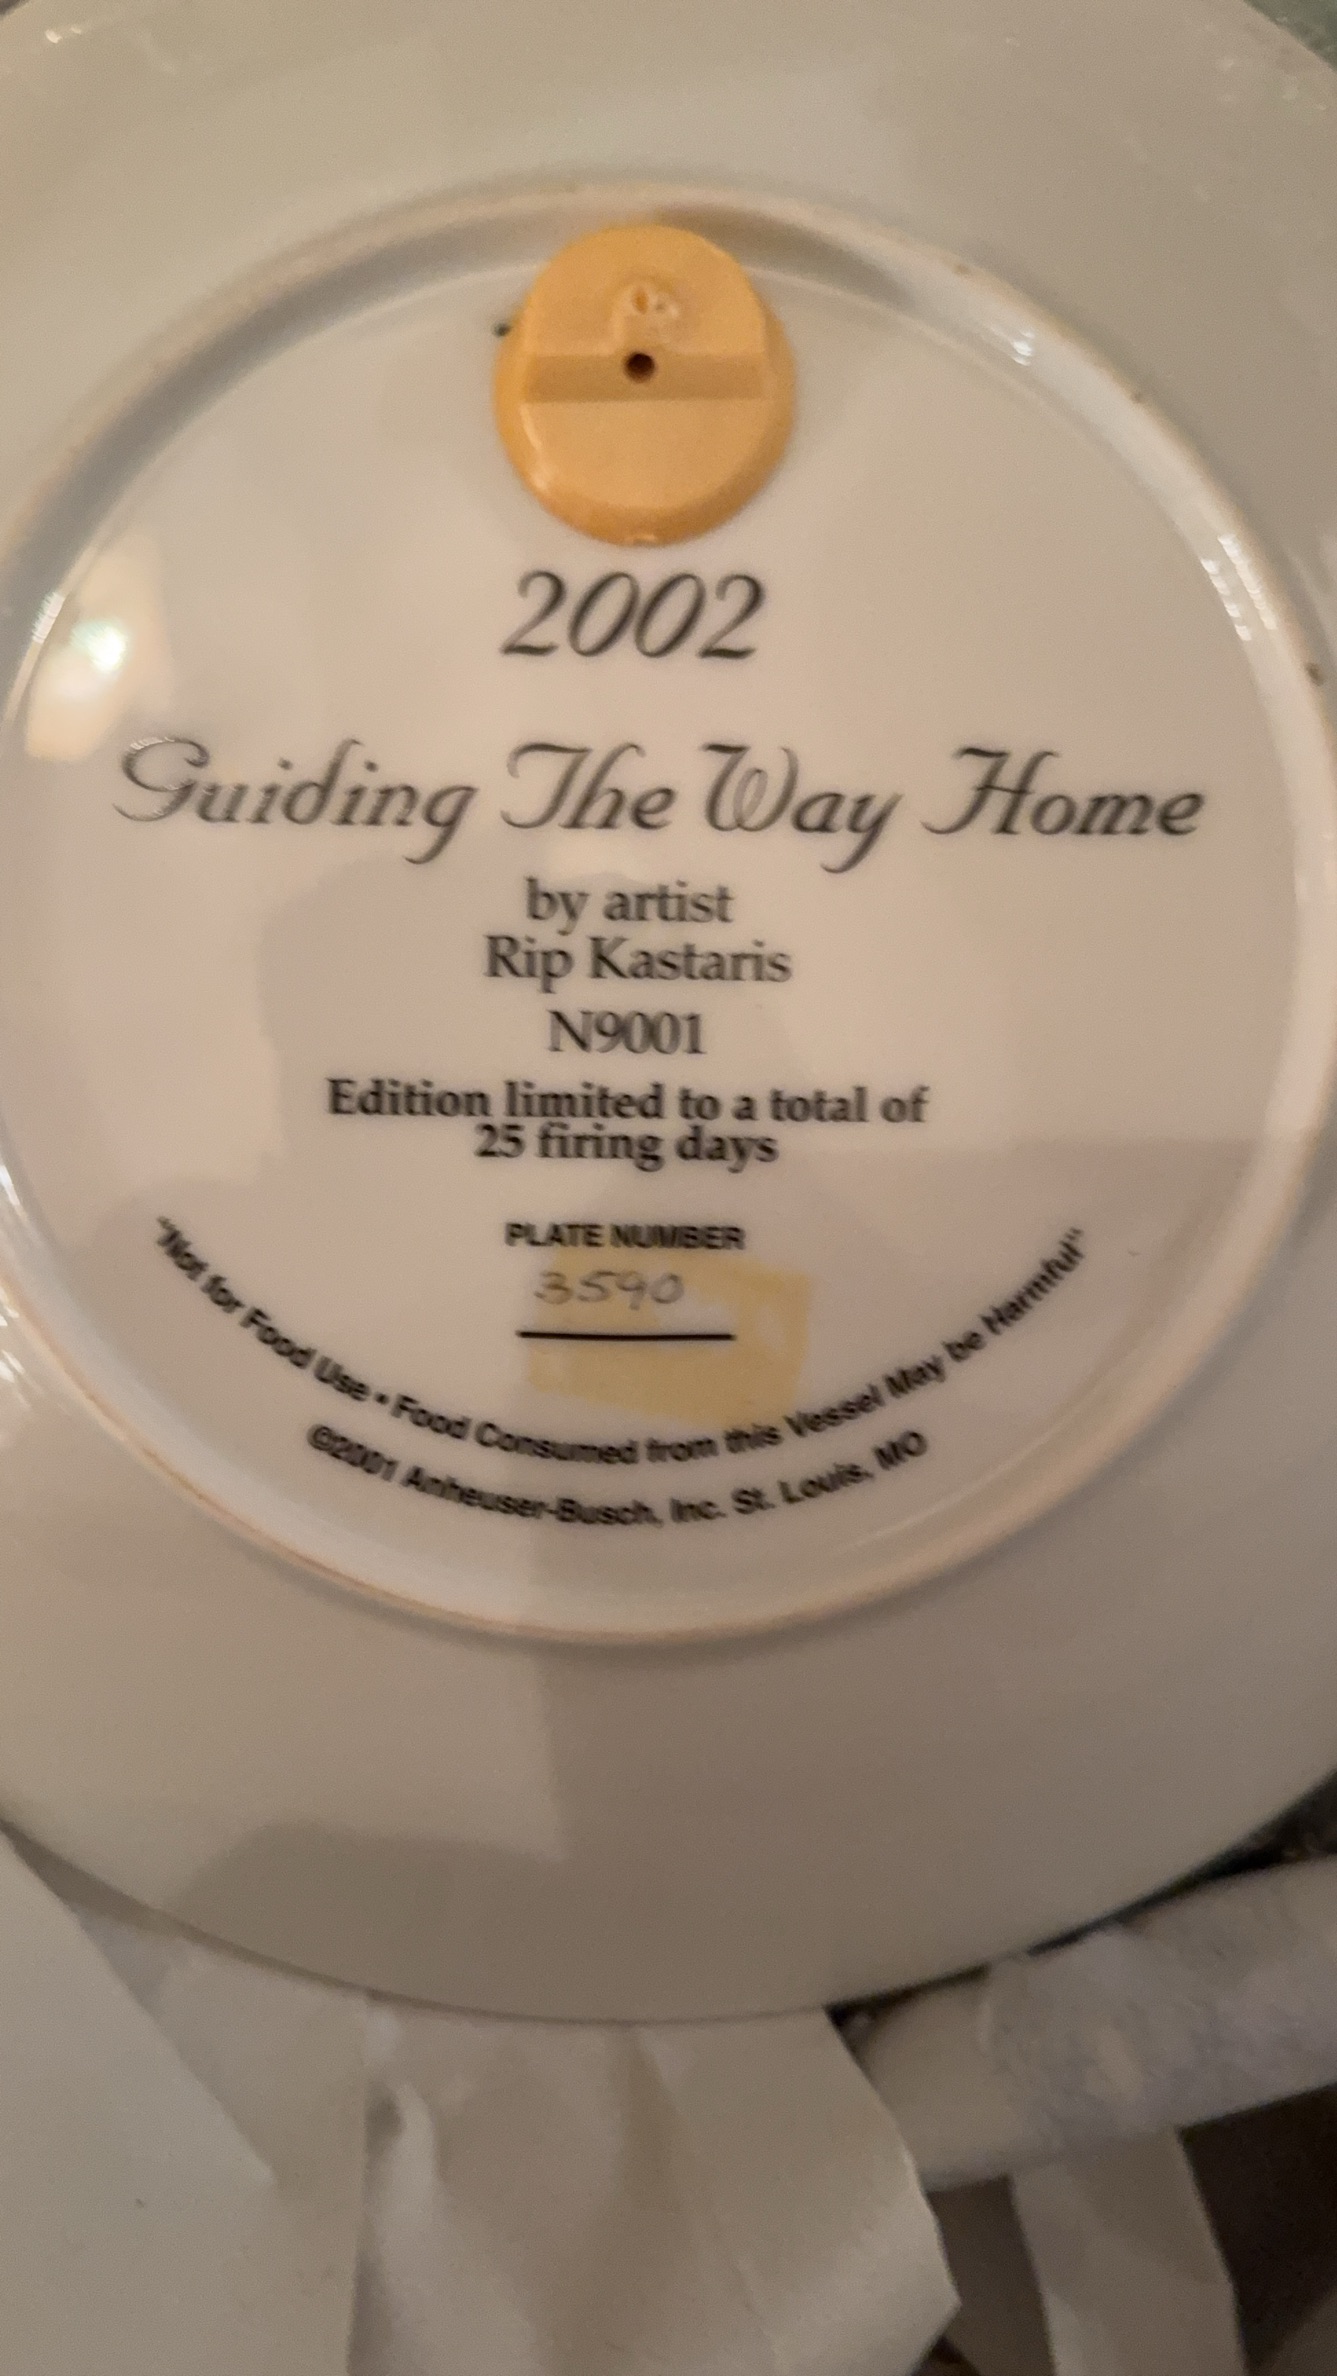 2002
Guiding The Way Home
by artist
Rip Kastaris
N9001
Edition limited to a total of
25 firing days
PLATE NUMBER
3590
"Not for Food Use • Food Consumed from this Vessel May be Harmful"
©2001 Anheuser-Busch, Inc. St. Louis, MO